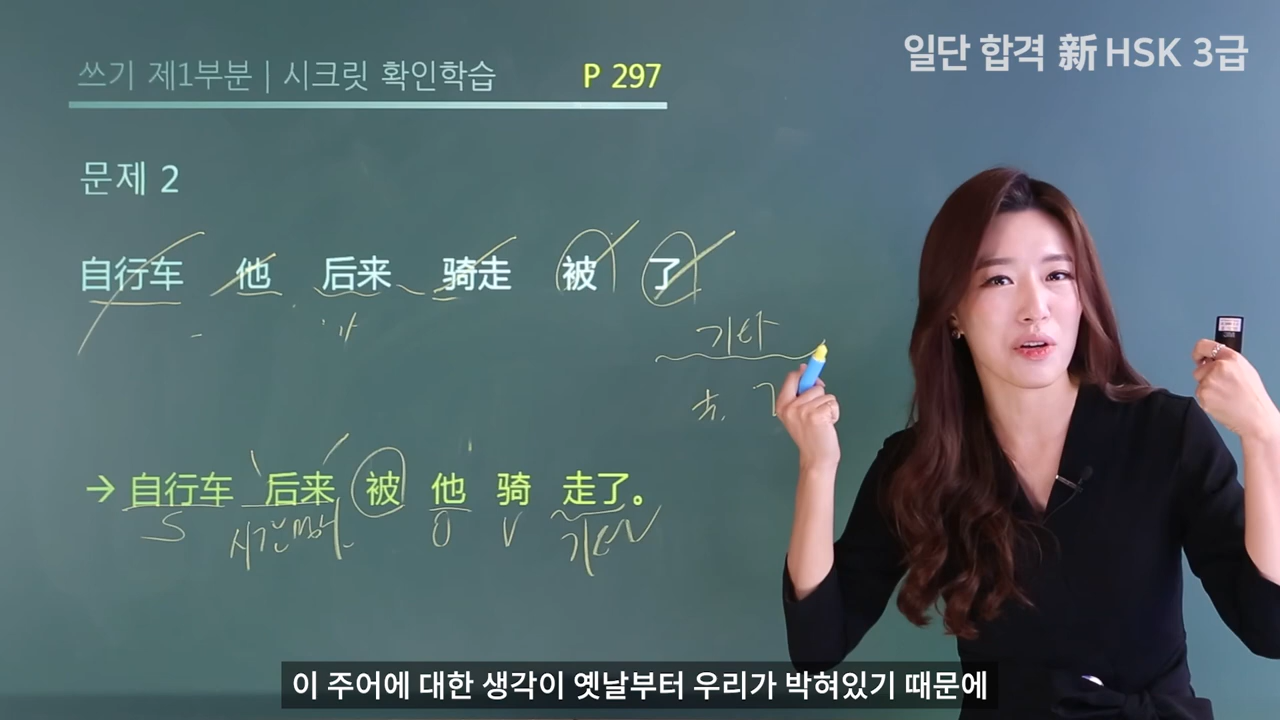 일단 합격 新 HSK 3급
쓰기 제1부분 | 시크릿 확인학습 P 297
문제 2
自行车 他 后来 骑走 被 了
기타
→ 自行车 后来 被 他 骑 走了。
S 시간명사 O V 기타
이 주어에 대한 생각이 옛날부터 우리가 박혀있기 때문에